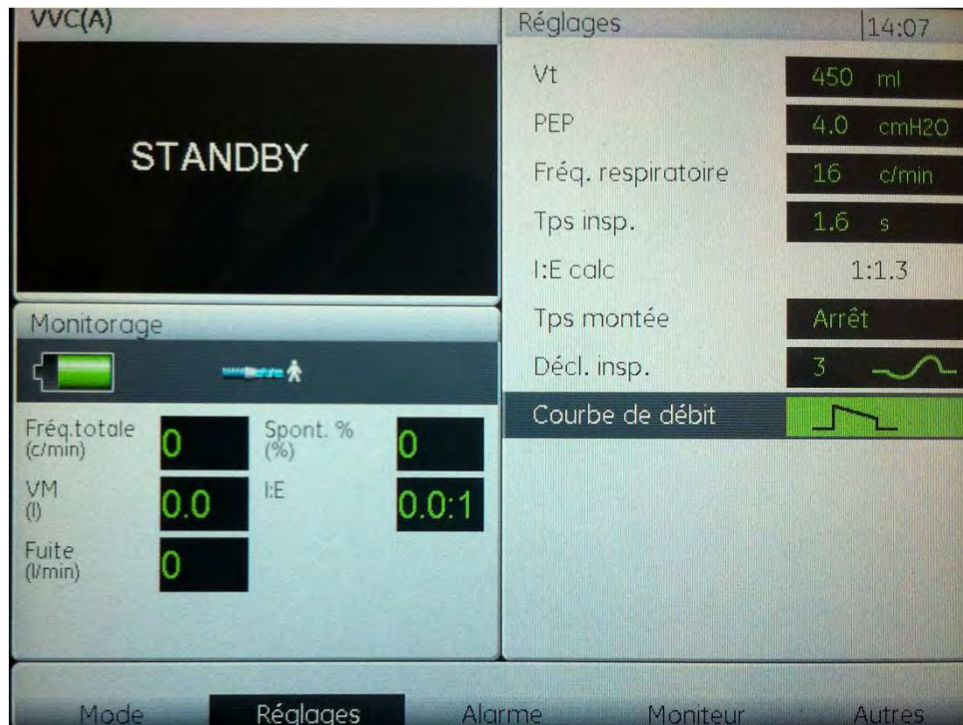 VVC(A)
STANDBY
Monitorage
Fréq.totale
(c/min)
0
Spont. %
(%)
0
VM
(l)
0.0
I:E
0.0:1
Fuite
(l/min)
0
Réglages 14:07
Vt 450 ml
PEP 4.0 cmH2O
Fréq. respiratoire 16 c/min
Tps insp. 1.6 s
I:E calc 1:1.3
Tps montée Arrêt
Décl. insp. 3
Courbe de débit
Mode Réglages Alarme Moniteur Autres